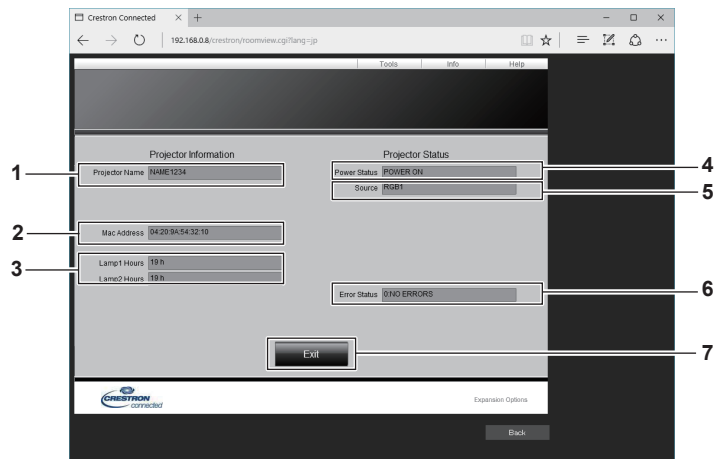 Crestron Connected
192.168.0.8/crestron/roomview.cgi?lang=jp
Tools Info Help
Projector Information
Projector Status
1
Projector Name NAME1234
Power Status POWER ON
4
Source RGB1
5
2
Mac Address 04:20:9A:54:32:10
3
Lamp1 Hours 19 h
Lamp2 Hours 19 h
Error Status 0:NO ERRORS
6
Exit
7
CRESTRON
connected
Expansion Options
Back